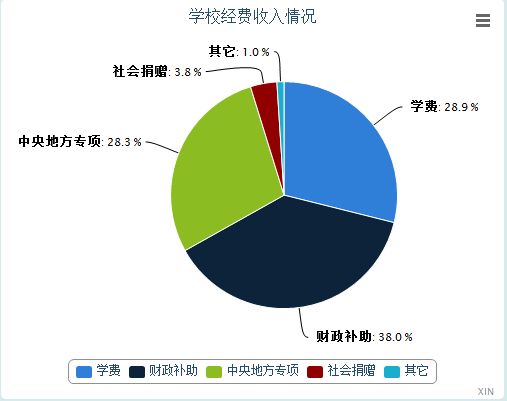 学校经费收入情况
其它: 1.0 %
社会捐赠: 3.8 %
学费: 28.9 %
中央地方专项: 28.3 %
财政补助: 38.0 %
学费 财政补助 中央地方专项 社会捐赠 其它
XIN